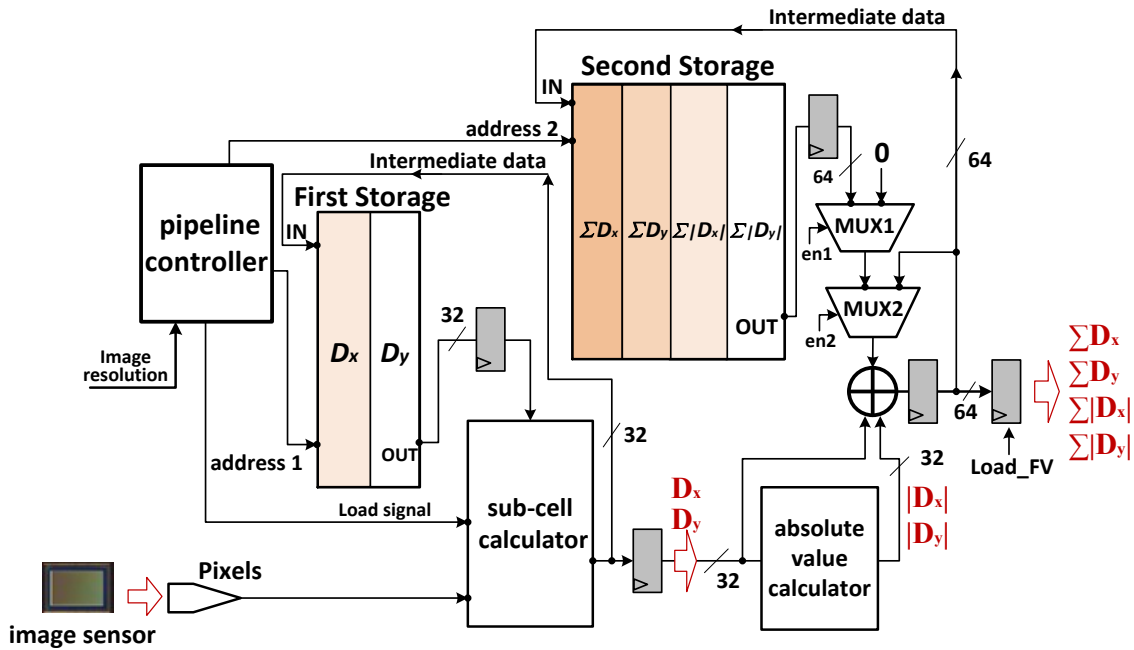 Intermediate data
Second Storage
IN
address 2
64
0
64
Intermediate data
First Storage
pipeline
controller
IN
ΣDx
ΣDy
Σ|Dx|
Σ|Dy|
MUX1
en1
MUX2
OUT
en2
32
Dx
Dy
Image
resolution
ΣDx
ΣDy
Σ|Dx|
Σ|Dy|
64
OUT
32
address 1
Load_FV
32
Load signal
sub-cell
calculator
Dx
Dy
|Dx|
|Dy|
absolute
value
calculator
32
Pixels
image sensor